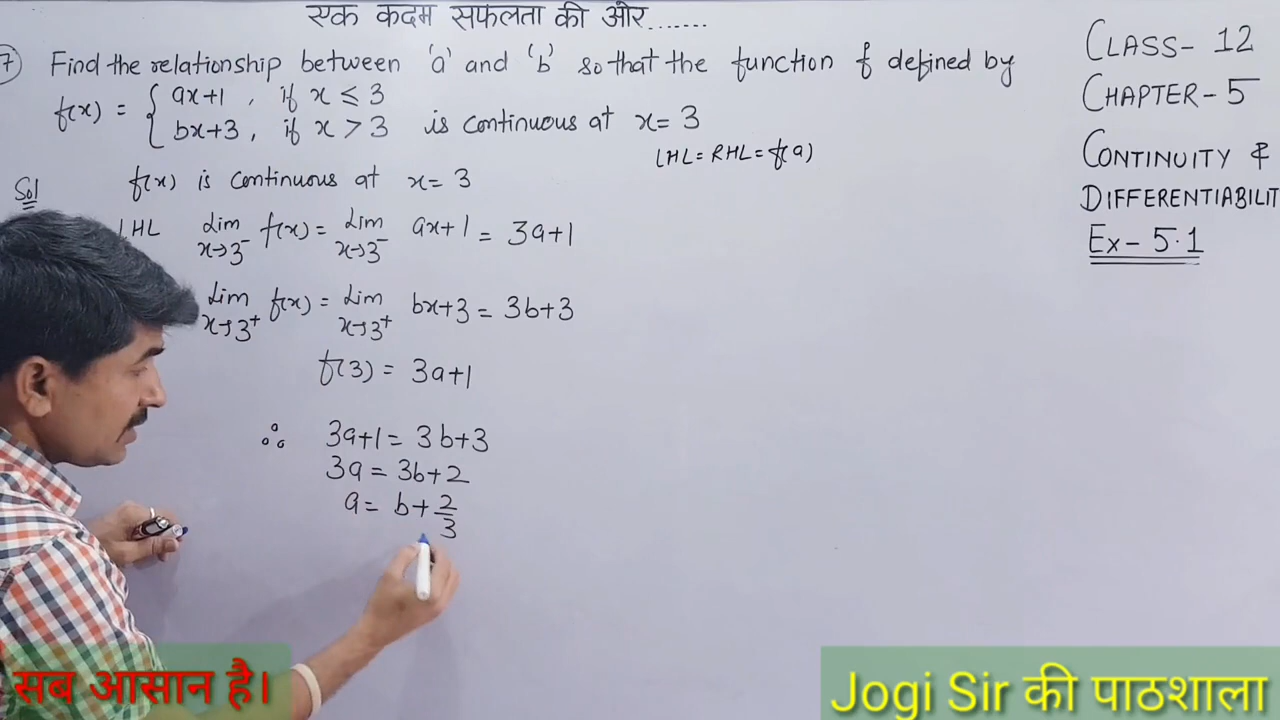 एक कदम सफलता की ओर.......
7 Find the relationship between 'a' and 'b' so that the function f defined by
f(x) = { ax+1 , if x ≤ 3
bx+3 , if x > 3 is continuous at x = 3
LHL = RHL = f(a)
Sol f(x) is continuous at x = 3
LHL Lim x→3⁻ f(x) = Lim x→3⁻ ax+1 = 3a+1
Lim x→3⁺ f(x) = Lim x→3⁺ bx+3 = 3b+3
f(3) = 3a+1
∴ 3a+1 = 3b+3
3a = 3b+2
a = b+2/3
CLASS- 12
CHAPTER- 5
CONTINUITY &
DIFFERENTIABILIT
Ex- 5.1
सब आसान है।
Jogi Sir की पाठशाला